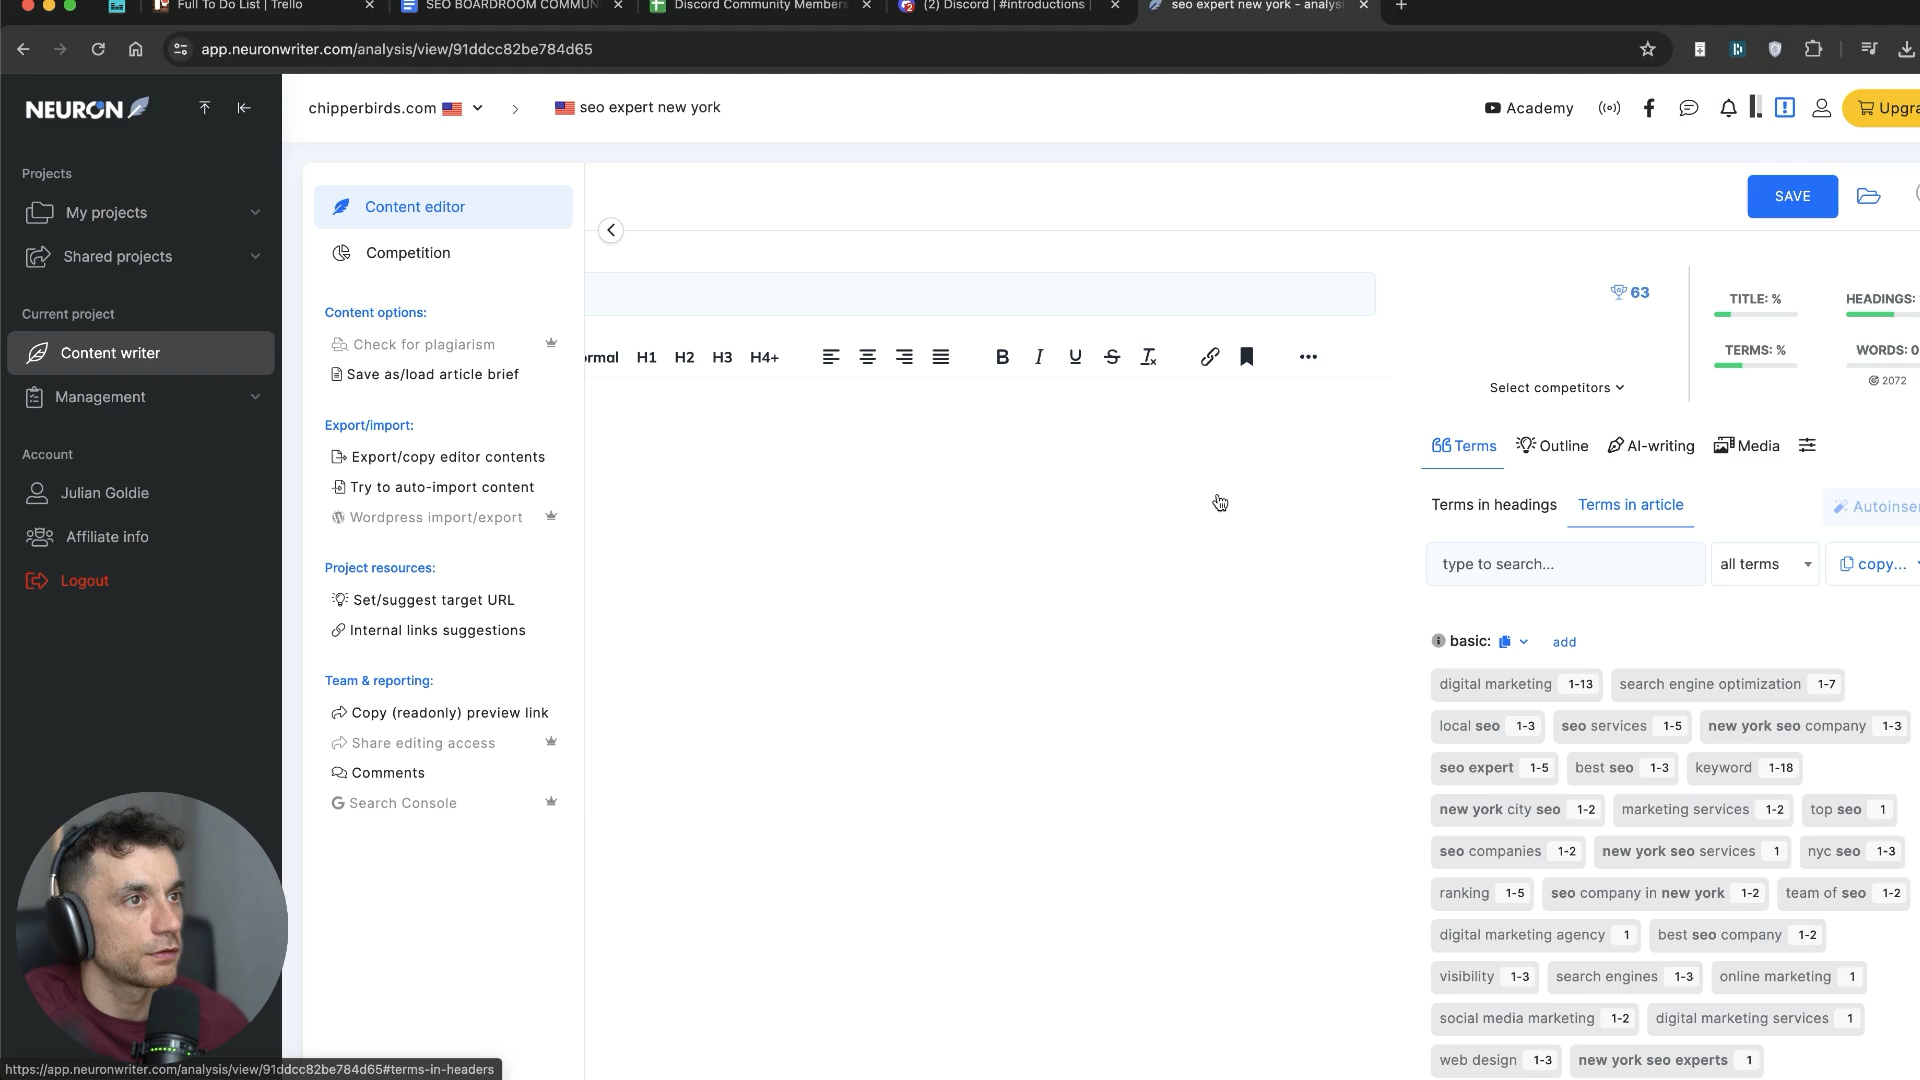 Full To Do List | Trello
SEO BOARDROOM COMMUN
Discord Community Members
(2) Discord | #introductions |
seo expert new york - analysi
app.neuronwriter.com/analysis/view/91ddcc82be784d65
NEURON
chipperbirds.com
seo expert new york
Academy
Upgra
Projects
My projects
Shared projects
Current project
Content writer
Management
Account
Julian Goldie
Affiliate info
Logout
Content editor
Competition
Content options:
Check for plagiarism
Save as/load article brief
Export/import:
Export/copy editor contents
Try to auto-import content
Wordpress import/export
Project resources:
Set/suggest target URL
Internal links suggestions
Team & reporting:
Copy (readonly) preview link
Share editing access
Comments
Search Console
SAVE
ormal H1 H2 H3 H4+
63
Select competitors
TITLE: %
HEADINGS:
TERMS: %
WORDS: 0
2072
Terms Outline AI-writing Media
Terms in headings Terms in article Autoinser
type to search... all terms copy...
basic: add
digital marketing 1-13 search engine optimization 1-7
local seo 1-3 seo services 1-5 new york seo company 1-3
seo expert 1-5 best seo 1-3 keyword 1-18
new york city seo 1-2 marketing services 1-2 top seo 1
seo companies 1-2 new york seo services 1 nyc seo 1-3
ranking 1-5 seo company in new york 1-2 team of seo 1-2
digital marketing agency 1 best seo company 1-2
visibility 1-3 search engines 1-3 online marketing 1
social media marketing 1-2 digital marketing services 1
web design 1-3 new york seo experts 1
https://app.neuronwriter.com/analysis/view/91ddcc82be784d65#terms-in-headers